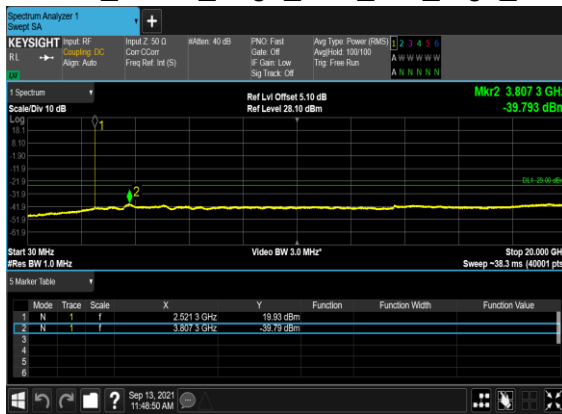 Spectrum Analyzer 1
Swept SA
+
KEYSIGHT Input: RF Input Z: 50 Ω #Atten: 40 dB PNO: Fast Avg Type: Power (RMS) 1 2 3 4 5 6
RL Coupling: DC Corr CCorr Gate: Off Avg|Hold: 100/100 A W W W W W
Align: Auto Freq Ref: Int (S) IF Gain: Low Trig: Free Run
Sig Track: Off A N N N N N
1 Spectrum Ref Lvl Offset 5.10 dB Mkr2 3.807 3 GHz
Scale/Div 10 dB Ref Level 28.10 dBm -39.793 dBm
Log
18.1
8.10
-1.90
-11.9
-21.9
-31.9
-41.9
-51.9
-61.9
1
2
DL1 -25.00 dBm
Start 30 MHz Video BW 3.0 MHz* Stop 20.000 GHz
#Res BW 1.0 MHz Sweep ~38.3 ms (40001 pts)
5 Marker Table
Mode Trace Scale X Y Function Function Width Function Value
1 N 1 f 2.521 3 GHz 19.93 dBm
2 N 1 f 3.807 3 GHz -39.79 dBm
3
4
5
6
? Sep 13, 2021
11:48:50 AM